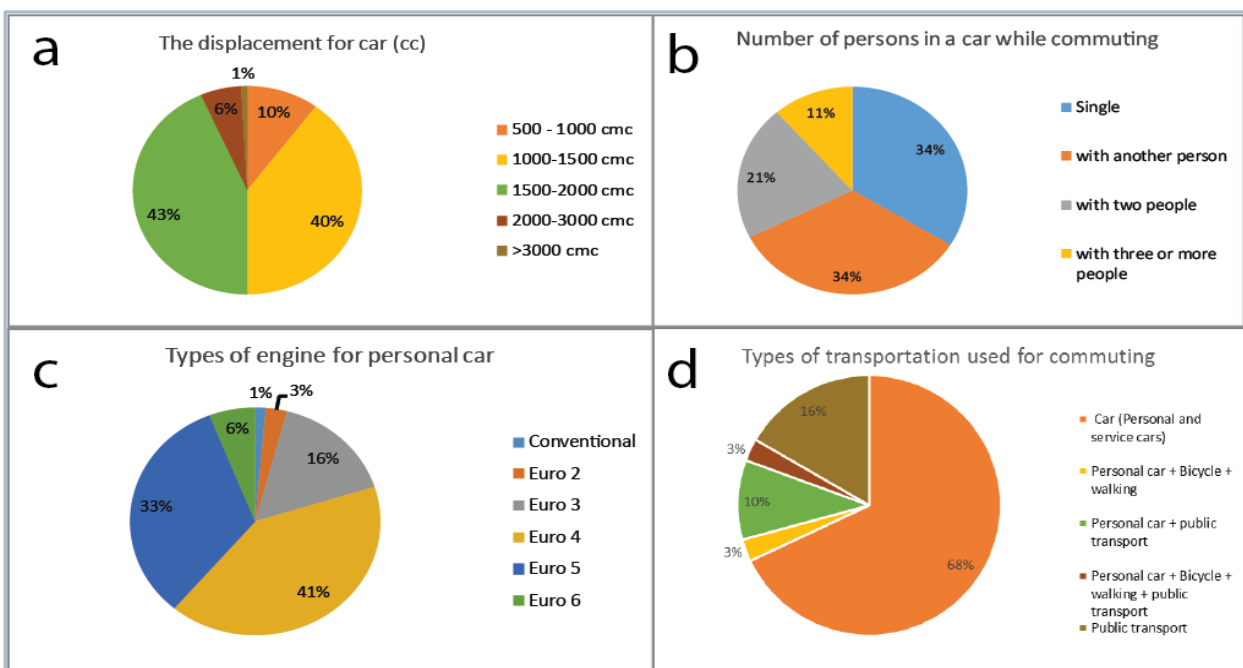 a
The displacement for car (cc)
1%
6%
10%
43%
40%
500 - 1000 cmc
1000-1500 cmc
1500-2000 cmc
2000-3000 cmc
>3000 cmc
b
Number of persons in a car while commuting
11%
34%
21%
34%
Single
with another person
with two people
with three or more
people
c
Types of engine for personal car
1%
3%
6%
16%
33%
41%
Conventional
Euro 2
Euro 3
Euro 4
Euro 5
Euro 6
d
Types of transportation used for commuting
16%
3%
10%
3%
68%
Car (Personal and
service cars)
Personal car + Bicycle +
walking
Personal car + public
transport
Personal car + Bicycle +
walking + public
transport
Public transport